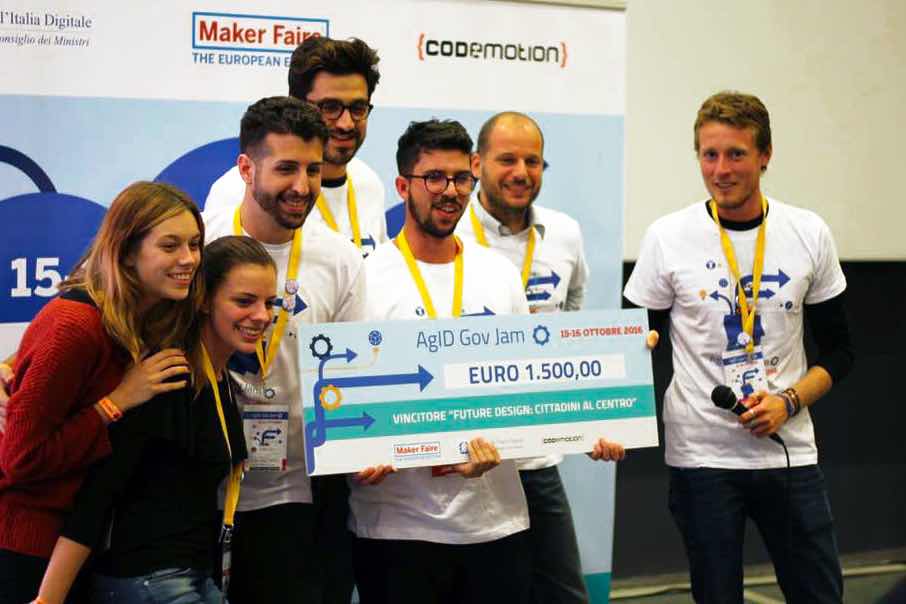 l'Italia Digitale
onsiglio dei Ministri
Maker Faire
THE EUROPEAN E
{CODEMOTION}
15-
AgID Gov Jam
15-16 OTTOBRE 2016
EURO 1.500,00
VINCITORE "FUTURE DESIGN: CITTADINI AL CENTRO"
Maker Faire
CODEMOTION